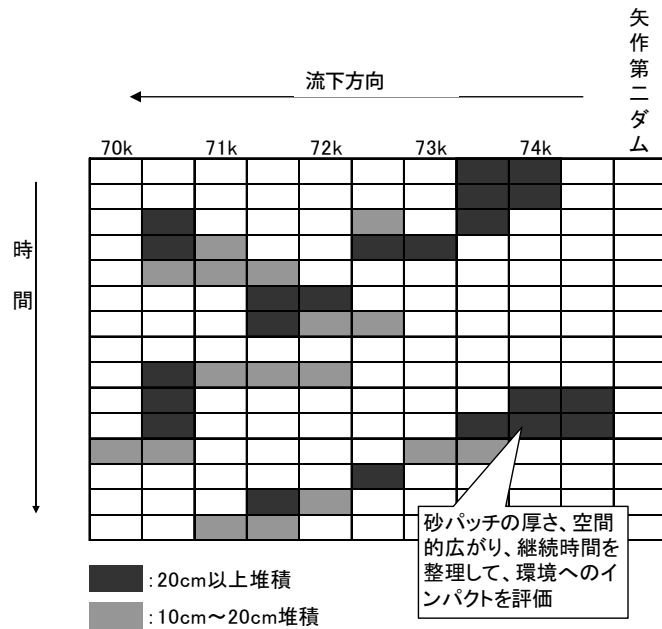 矢作第二ダム
流下方向
70k 71k 72k 73k 74k
時間
砂パッチの厚さ、空間
的広がり、継続時間を
整理して、環境へのイ
ンパクトを評価
:20cm以上堆積
:10cm～20cm堆積